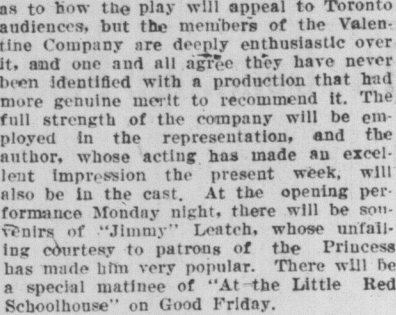 as to how the play will appeal to Toronto
audiences, but the members of the Valen-
tine Company are deeply enthusiastic over
it, and one and all agree they have never
been identified with a production that had
more genuine merit to recommend it. The
full strength of the company will be em-
ployed in the representation, and the
author, whose acting has made an excel-
lent impression the present week, will
also be in the cast. At the opening per-
formance Monday night, there will be sou-
venirs of "Jimmy" Leatch, whose unfail-
ing courtesy to patrons of the Princess
has made him very popular. There will be
a special matinee of "At the Little Red
Schoolhouse" on Good Friday.